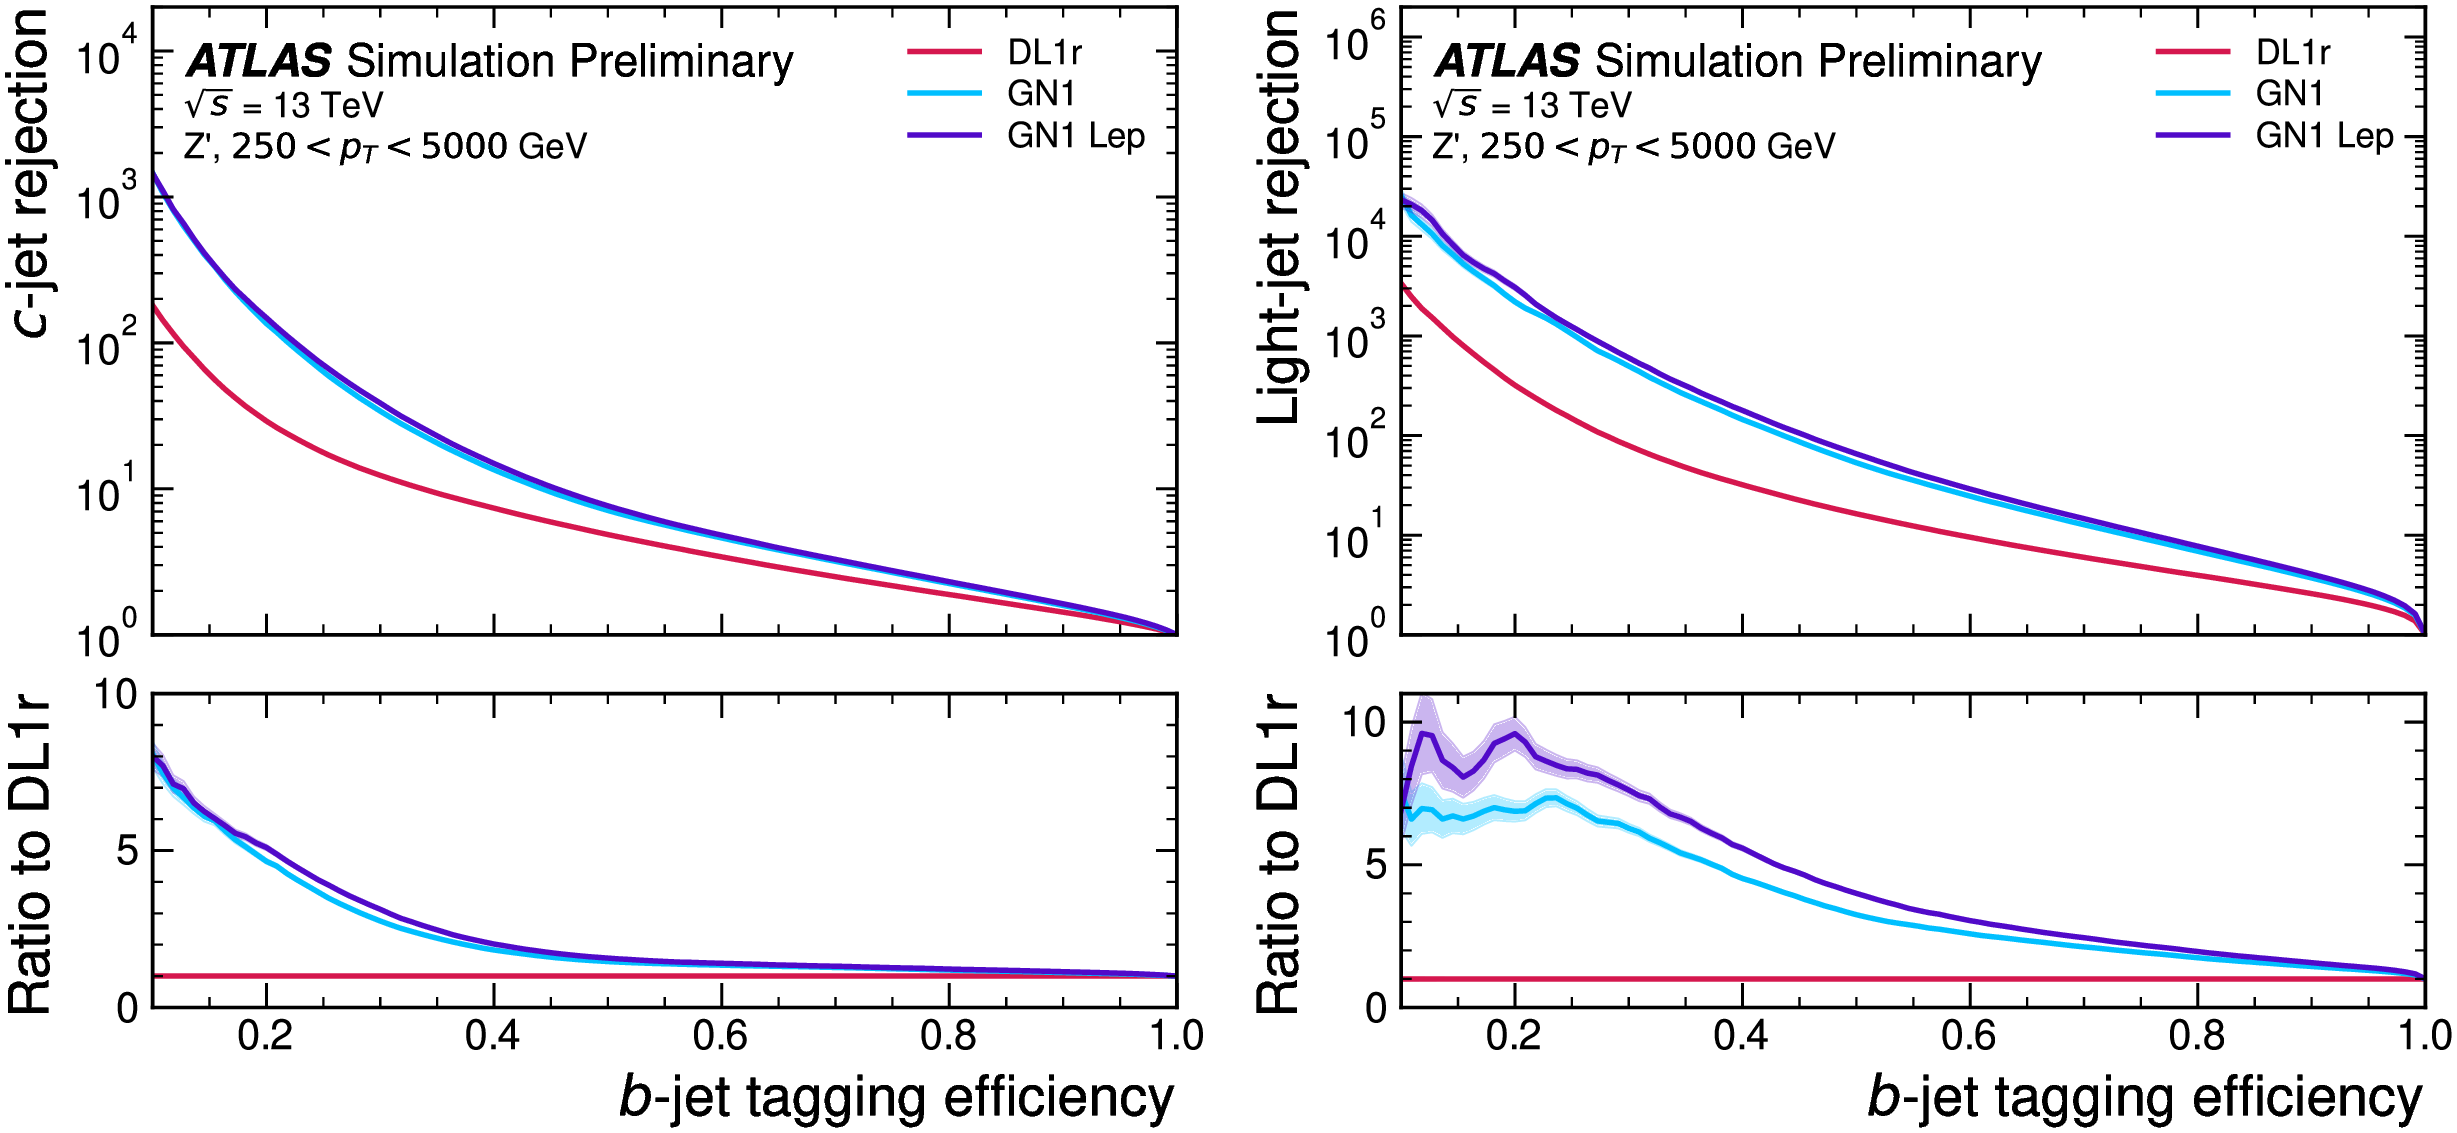 c-jet rejection
10^4
10^3
10^2
10^1
10^0
ATLAS Simulation Preliminary
√s = 13 TeV
Z', 250 < p_T < 5000 GeV
DL1r
GN1
GN1 Lep
Ratio to DL1r
10
5
0
0.2 0.4 0.6 0.8 1.0
b-jet tagging efficiency
Light-jet rejection
10^6
10^5
10^4
10^3
10^2
10^1
10^0
ATLAS Simulation Preliminary
√s = 13 TeV
Z', 250 < p_T < 5000 GeV
DL1r
GN1
GN1 Lep
Ratio to DL1r
10
5
0
0.2 0.4 0.6 0.8 1.0
b-jet tagging efficiency